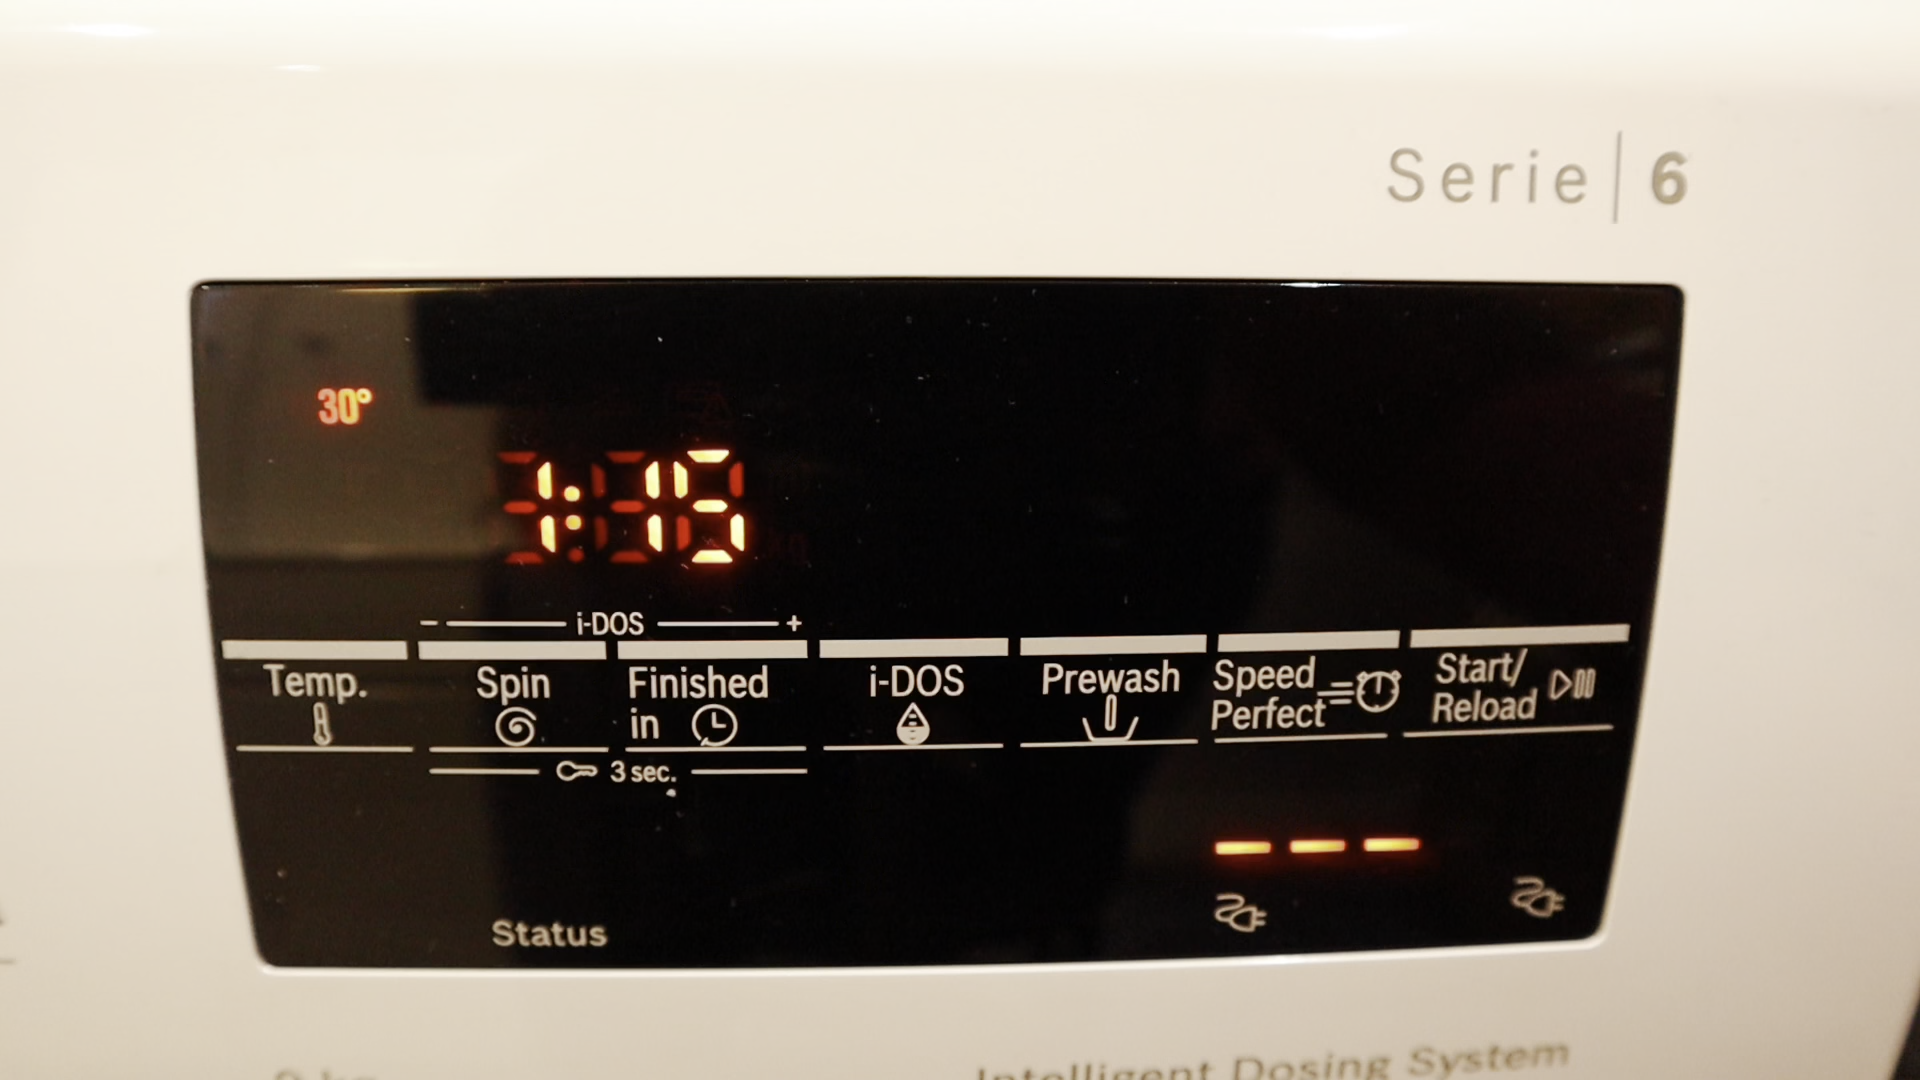 Serie | 6
30°
1:15
- i-DOS +
Temp.
Spin
Finished in
i-DOS
Prewash
Speed Perfect
Start/ Reload
3 sec.
---
Status
Intelligent Dosing System